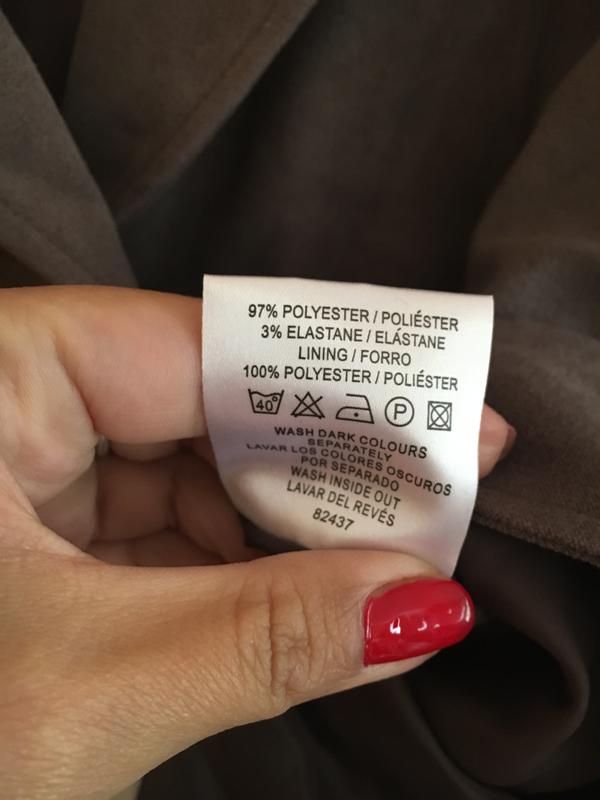 97% POLYESTER / POLIÉSTER
3% ELASTANE / ELÁSTANE
LINING / FORRO
100% POLYESTER / POLIÉSTER
40° P
WASH DARK COLOURS
SEPARATELY
LAVAR LOS COLORES OSCUROS
POR SEPARADO
WASH INSIDE OUT
LAVAR DEL REVÉS
82437